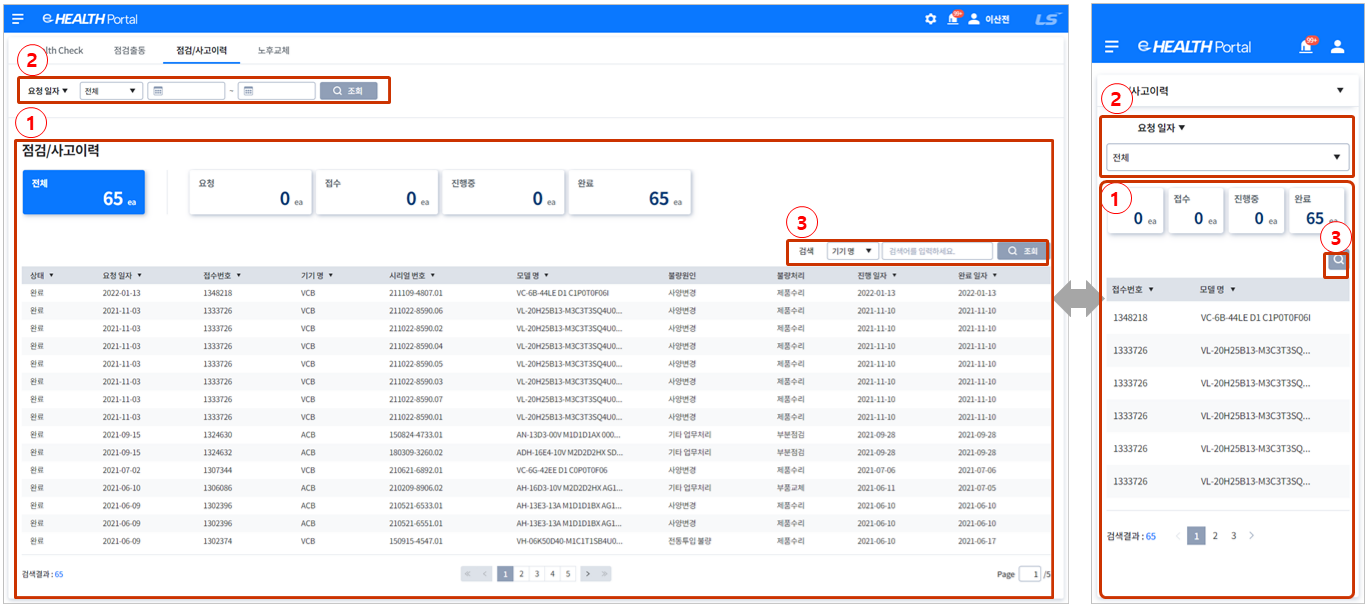 e-HEALTH Portal
99+
이산전
LS
lth Check 점검출동 점검/사고이력 노후교체
2
요청 일자 ▼ 전체 ▼ ~ 조회
1
점검/사고이력
전체 65 ea
요청 0 ea
접수 0 ea
진행중 0 ea
완료 65 ea
3
검색 기기 명 ▼ 검색어를 입력하세요. 조회
상태 ▼ 요청 일자 ▼ 접수번호 ▼ 기기 명 ▼ 시리얼 번호 ▼ 모델 명 ▼ 불량원인 불량처리 진행 일자 ▼ 완료 일자 ▼
완료 2022-01-13 1348218 VCB 211109-4807.01 VC-6B-44LE D1 C1P0T0F06I 사양변경 제품수리 2022-01-13 2022-01-13
완료 2021-11-03 1333726 VCB 211022-8590.06 VL-20H25B13-M3C3T3SQ4U0... 사양변경 제품수리 2021-11-10 2021-11-10
완료 2021-11-03 1333726 VCB 211022-8590.02 VL-20H25B13-M3C3T3SQ4U0... 사양변경 제품수리 2021-11-10 2021-11-10
완료 2021-11-03 1333726 VCB 211022-8590.04 VL-20H25B13-M3C3T3SQ4U0... 사양변경 제품수리 2021-11-10 2021-11-10
완료 2021-11-03 1333726 VCB 211022-8590.05 VL-20H25B13-M3C3T3SQ4U0... 사양변경 제품수리 2021-11-10 2021-11-10
완료 2021-11-03 1333726 VCB 211022-8590.03 VL-20H25B13-M3C3T3SQ4U0... 사양변경 제품수리 2021-11-10 2021-11-10
완료 2021-11-03 1333726 VCB 211022-8590.07 VL-20H25B13-M3C3T3SQ4U0... 사양변경 제품수리 2021-11-10 2021-11-10
완료 2021-11-03 1333726 VCB 211022-8590.01 VL-20H25B13-M3C3T3SQ4U0... 사양변경 제품수리 2021-11-10 2021-11-10
완료 2021-09-15 1324630 ACB 150824-4733.01 AN-13D3-00V M1D1D1AX 000... 기타 업무처리 부분점검 2021-09-28 2021-09-28
완료 2021-09-15 1324632 ACB 180309-3260.02 ADH-16E4-10V M2D2D2HX SD... 기타 업무처리 부분점검 2021-09-28 2021-09-28
완료 2021-07-02 1307344 VCB 210621-6892.01 VC-6G-42EE D1 C0P0T0F06 사양변경 제품수리 2021-07-06 2021-07-06
완료 2021-06-10 1306086 ACB 210209-8906.02 AH-16D3-10V M2D2D2HX AG1... 기타 업무처리 부품교체 2021-06-11 2021-07-05
완료 2021-06-09 1302396 ACB 210521-6533.01 AH-13E3-13A M1D1D1BX AG1... 사양변경 제품수리 2021-06-10 2021-06-10
완료 2021-06-09 1302396 ACB 210521-6551.01 AH-13E3-13A M1D1D1BX AG1... 사양변경 제품수리 2021-06-10 2021-06-10
완료 2021-06-09 1302374 VCB 150915-4547.01 VH-06K50D40-M1C1T1SB4U0... 전동투입 불량 제품수리 2021-06-10 2021-06-17
검색결과 : 65 « < 1 2 3 4 5 > » Page 1 /5
e-HEALTH Portal
99+
/사고이력 ▼
2
요청 일자 ▼
전체 ▼
1
0 ea
접수 0 ea
진행중 0 ea
완료 65 ea
3
접수번호 ▼ 모델 명 ▼
1348218 VC-6B-44LE D1 C1P0T0F06I
1333726 VL-20H25B13-M3C3T3SQ...
1333726 VL-20H25B13-M3C3T3SQ...
1333726 VL-20H25B13-M3C3T3SQ...
1333726 VL-20H25B13-M3C3T3SQ...
1333726 VL-20H25B13-M3C3T3SQ...
검색결과 : 65 < 1 2 3 >